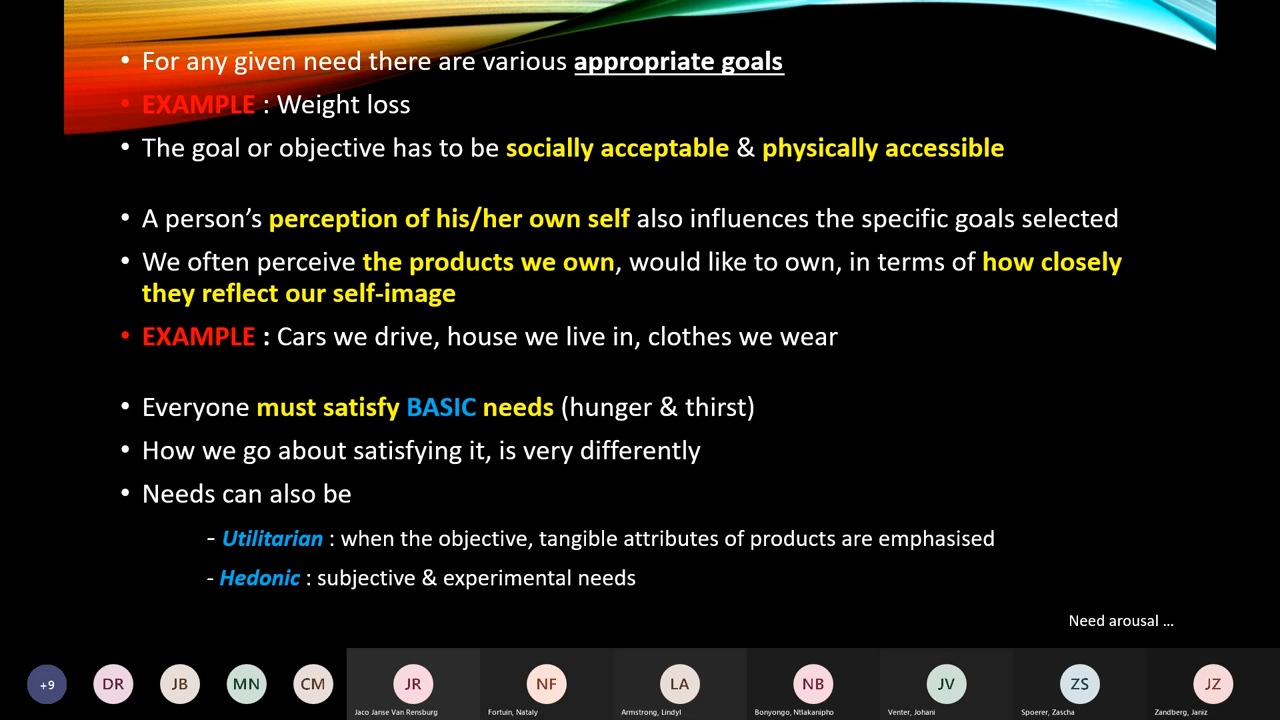 • For any given need there are various appropriate goals
• EXAMPLE : Weight loss
• The goal or objective has to be socially acceptable & physically accessible
• A person’s perception of his/her own self also influences the specific goals selected
• We often perceive the products we own, would like to own, in terms of how closely
they reflect our self-image
• EXAMPLE : Cars we drive, house we live in, clothes we wear
• Everyone must satisfy BASIC needs (hunger & thirst)
• How we go about satisfying it, is very differently
• Needs can also be
- Utilitarian : when the objective, tangible attributes of products are emphasised
- Hedonic : subjective & experimental needs
Need arousal ...
+9 DR JB MN CM JR NF LA NB JV ZS JZ
Jaco Janse Van Rensburg Fortuin, Nataly Armstrong, Lindyl Bonyongo, Ntlakanipho Venter, Johani Spoerer, Zascha Zandberg, Janiz